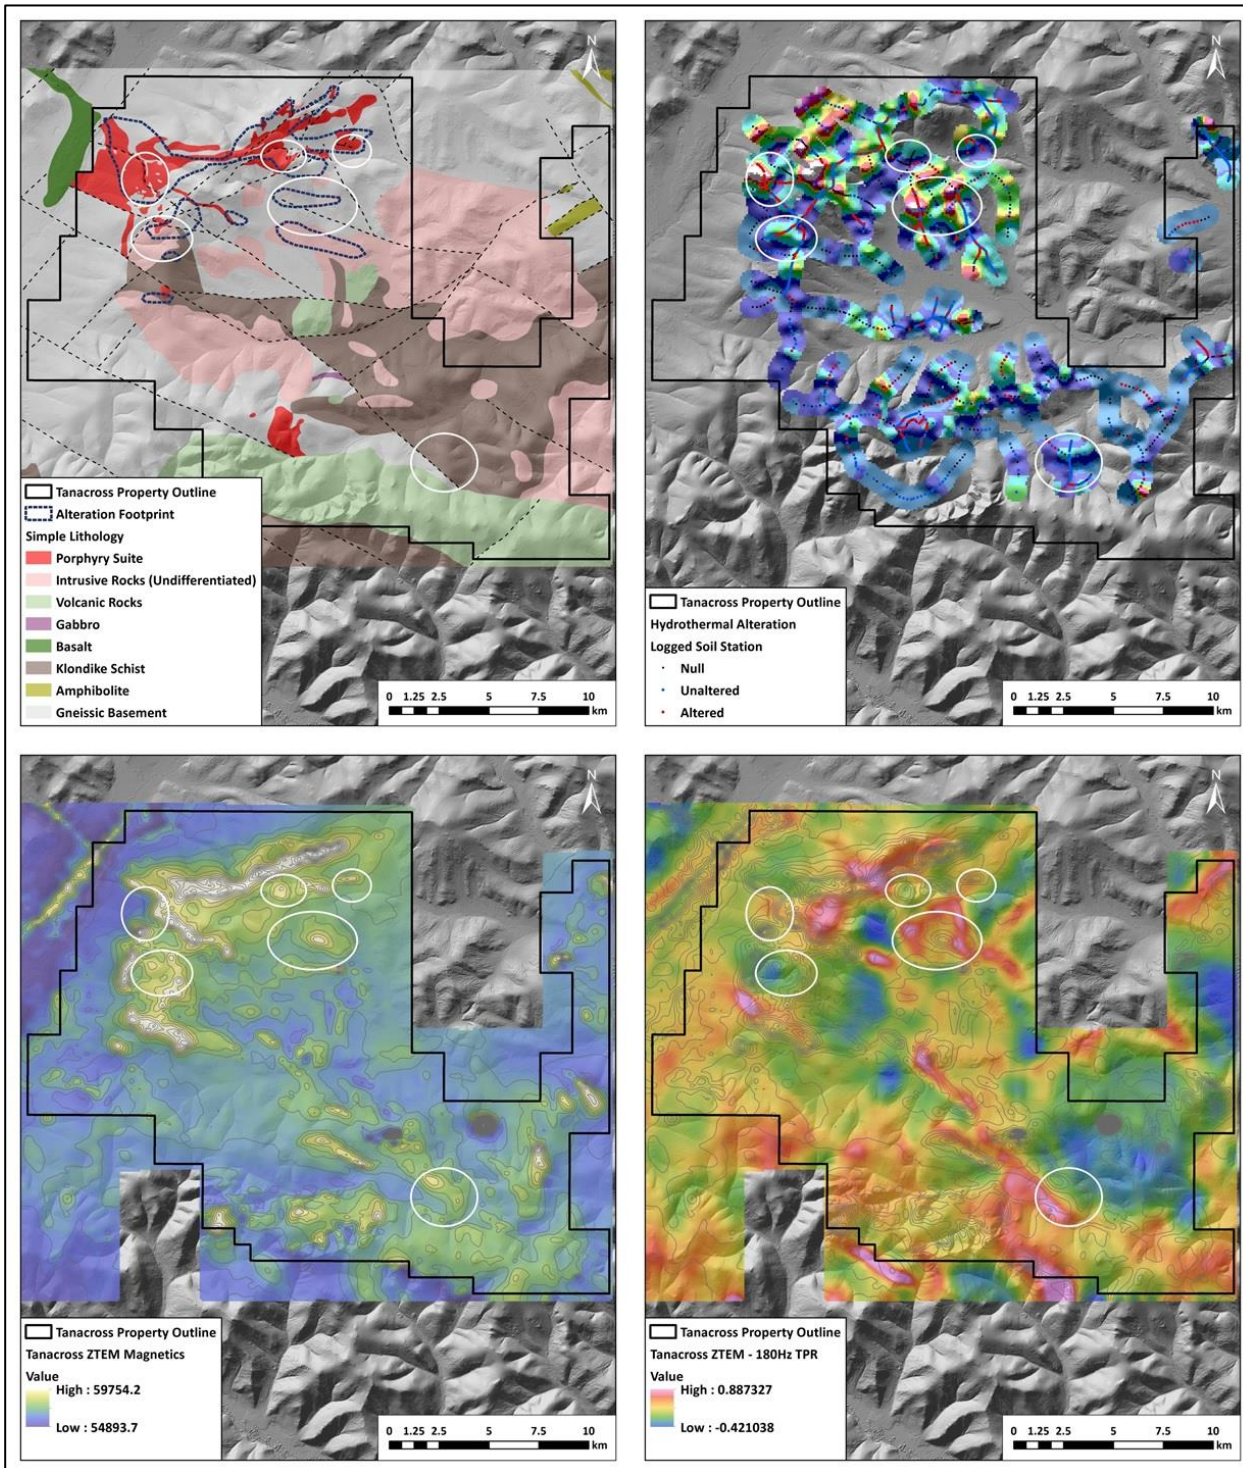 N
Tanacross Property Outline
Alteration Footprint
Simple Lithology
Porphyry Suite
Intrusive Rocks (Undifferentiated)
Volcanic Rocks
Gabbro
Basalt
Klondike Schist
Amphibolite
Gneissic Basement
0 1.25 2.5 5 7.5 10
km
N
Tanacross Property Outline
Hydrothermal Alteration
Logged Soil Station
Null
Unaltered
Altered
0 1.25 2.5 5 7.5 10
km
N
Tanacross Property Outline
Tanacross ZTEM Magnetics
Value
High : 59754.2
Low : 54893.7
0 1.25 2.5 5 7.5 10
km
N
Tanacross Property Outline
Tanacross ZTEM - 180Hz TPR
Value
High : 0.887327
Low : -0.421038
0 1.25 2.5 5 7.5 10
km